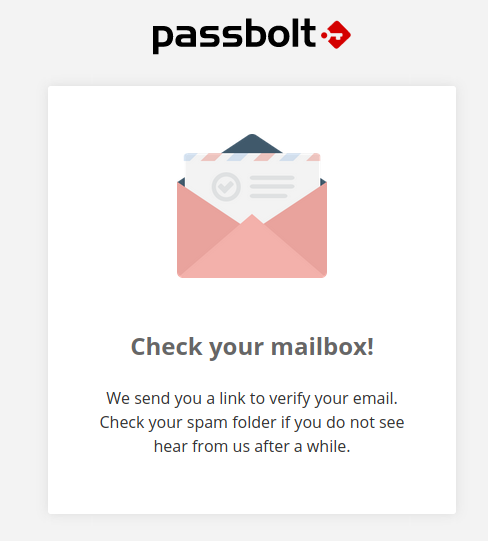 passbolt
Check your mailbox!
We send you a link to verify your email.
Check your spam folder if you do not see
hear from us after a while.